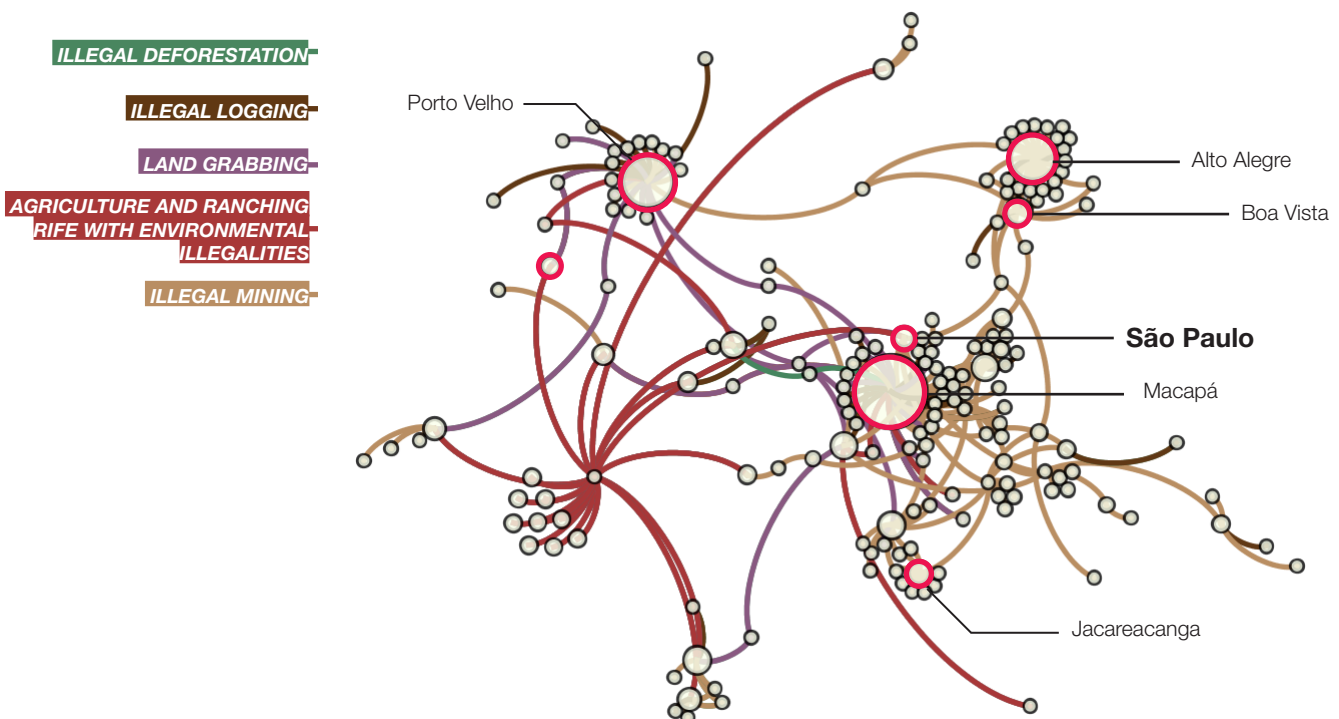 ILLEGAL DEFORESTATION
ILLEGAL LOGGING
LAND GRABBING
AGRICULTURE AND RANCHING
RIFE WITH ENVIRONMENTAL
ILLEGALITIES
ILLEGAL MINING
Porto Velho
Alto Alegre
Boa Vista
São Paulo
Macapá
Jacareacanga